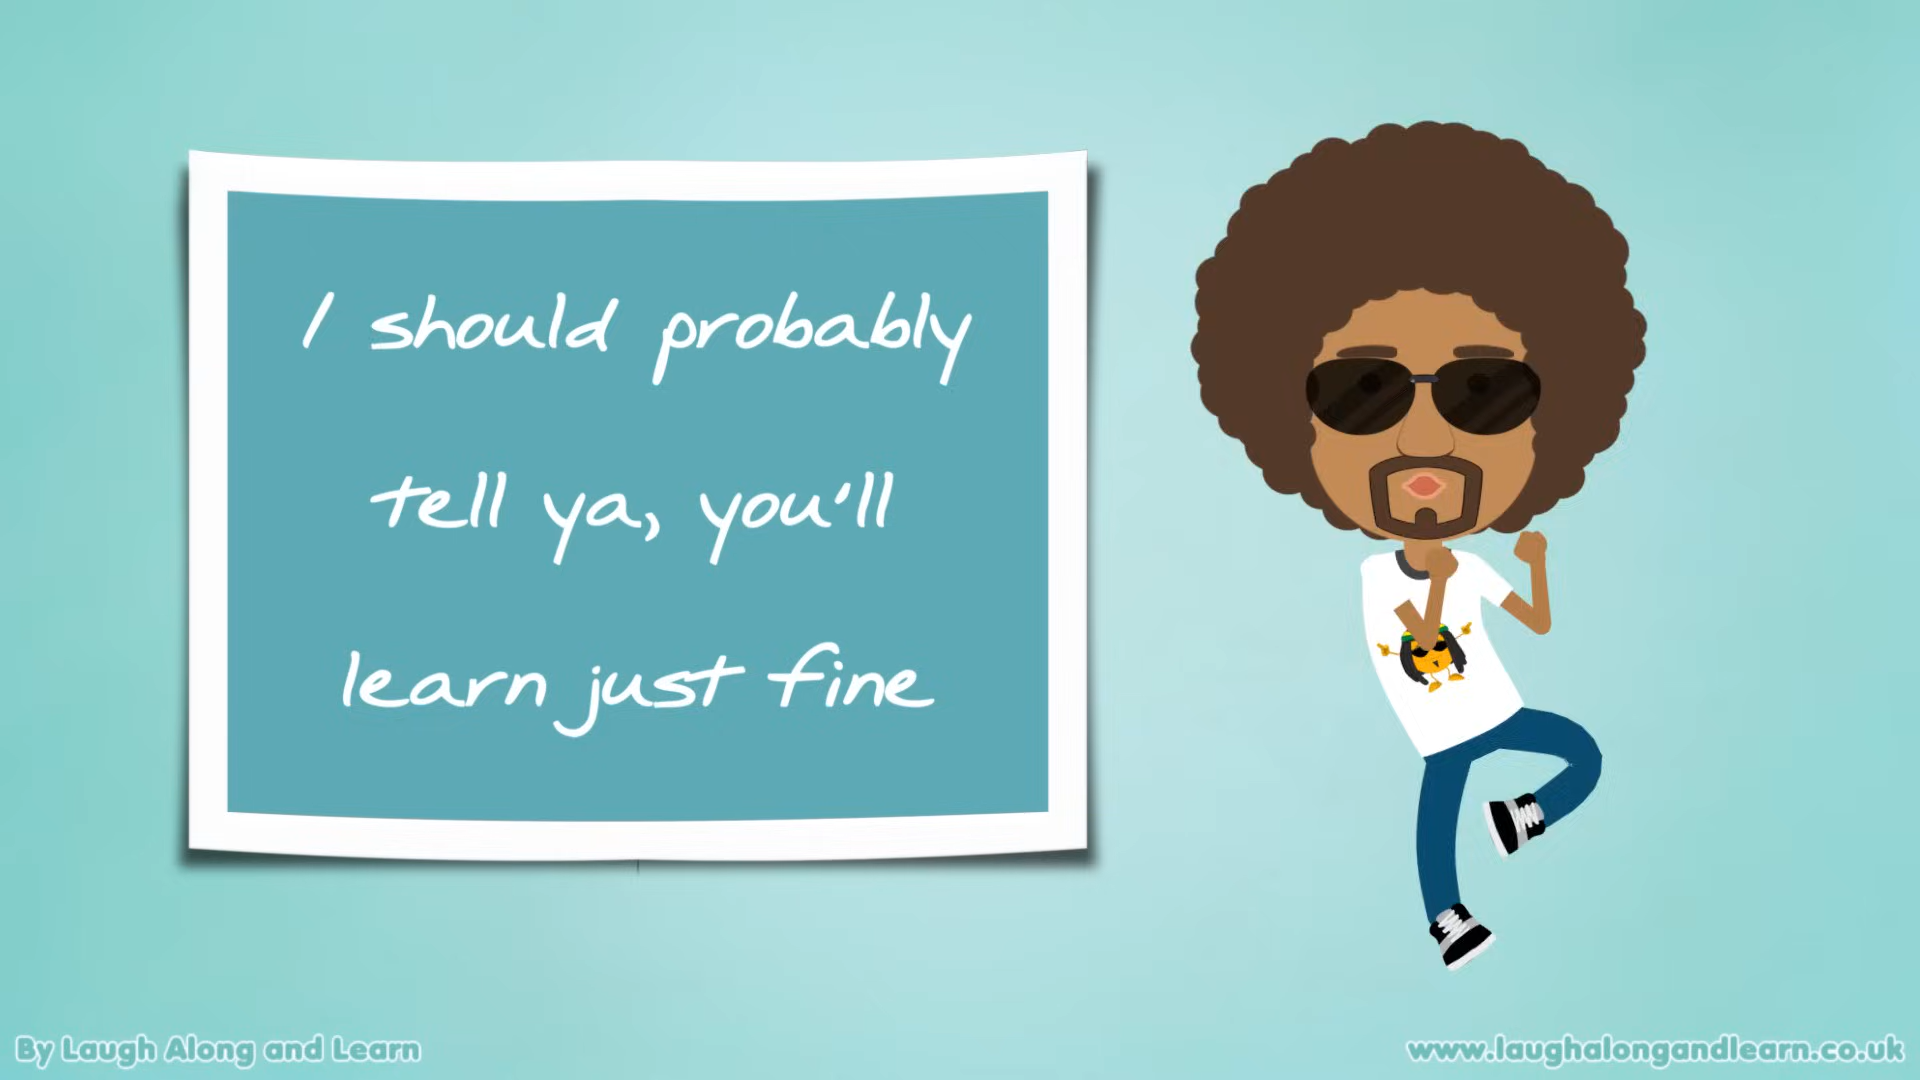 I should probably
tell ya, you'll
learn just fine
By Laugh Along and Learn
www.laughalongandlearn.co.uk